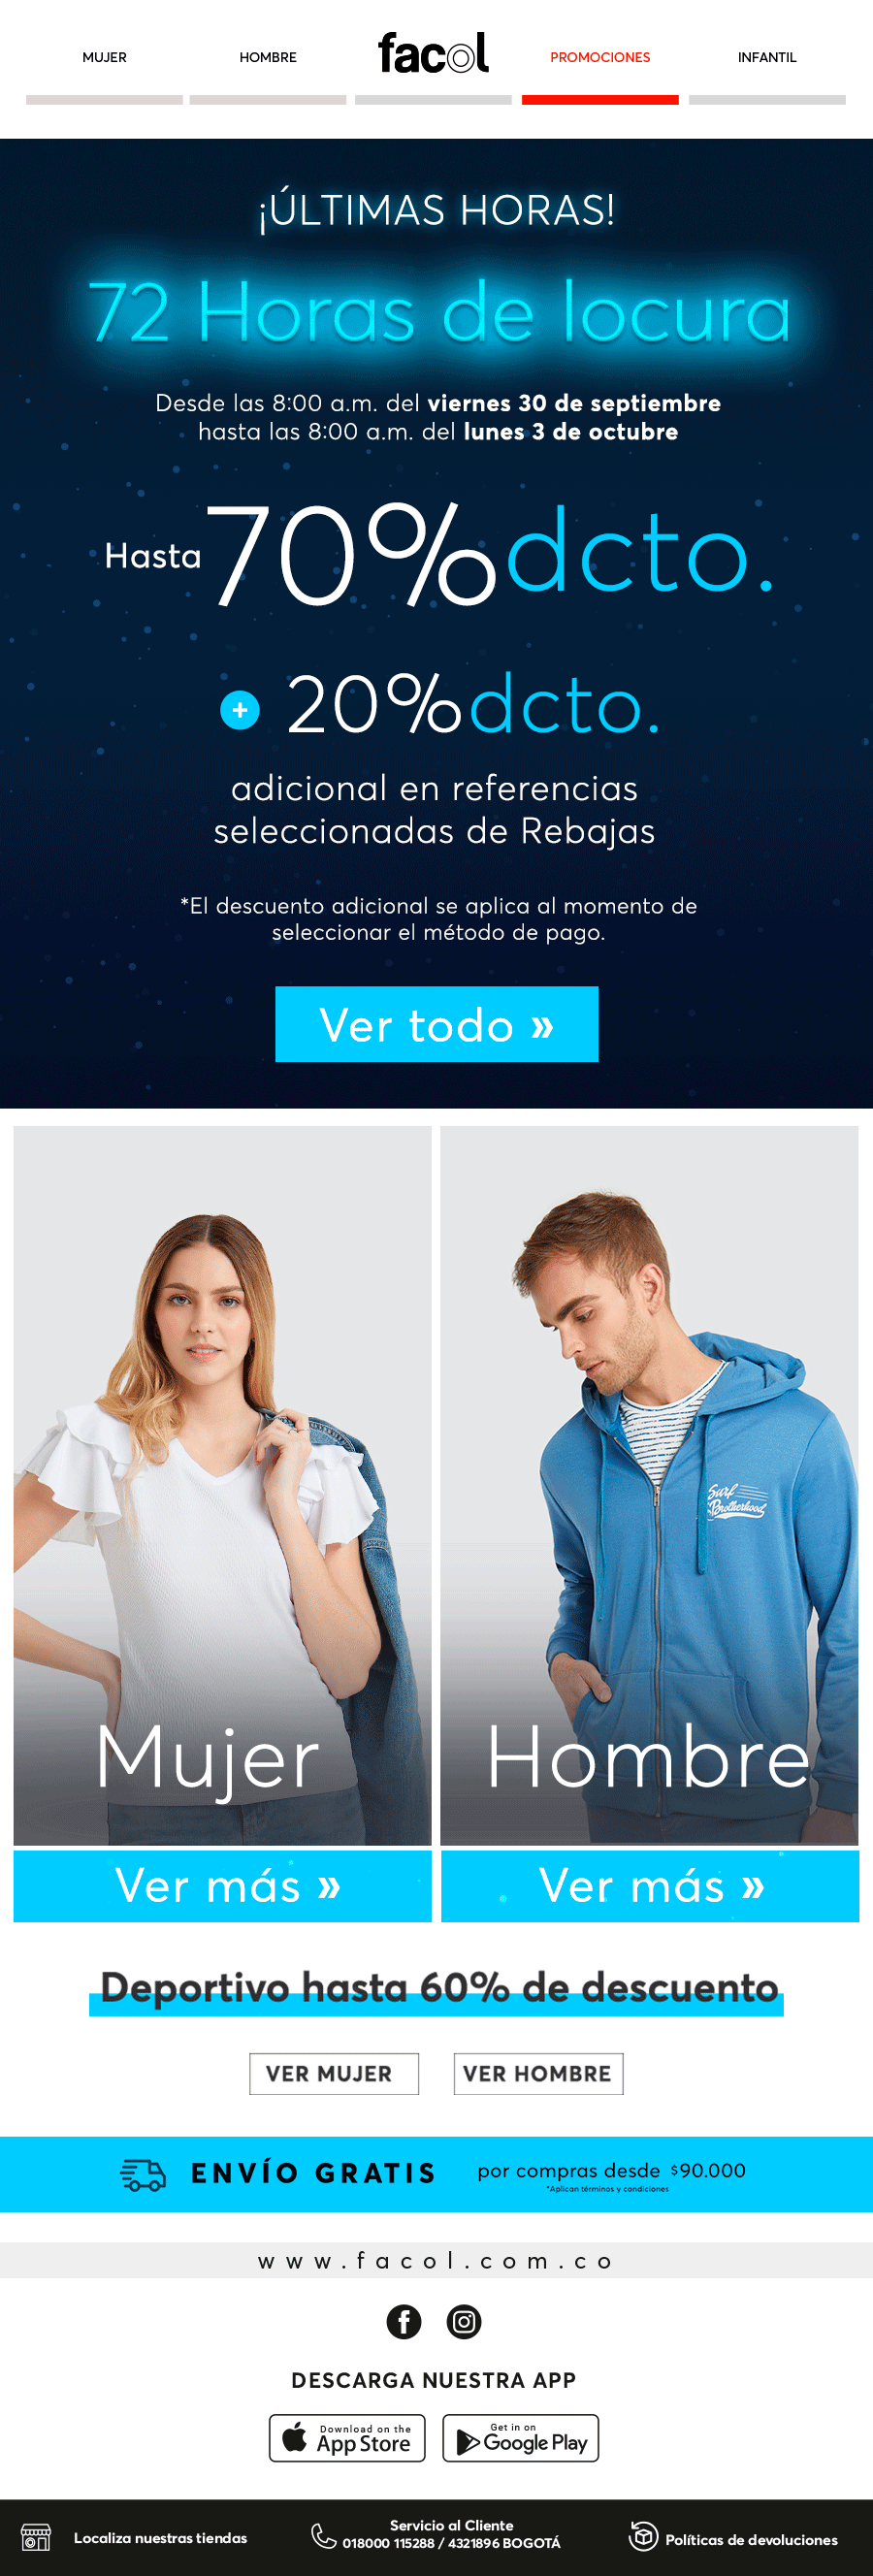 MUJER
HOMBRE
facol
PROMOCIONES
INFANTIL
¡ÚLTIMAS HORAS!
72 Horas de locura
Desde las 8:00 a.m. del viernes 30 de septiembre
hasta las 8:00 a.m. del lunes 3 de octubre
Hasta 70% dcto.
+ 20% dcto.
adicional en referencias
seleccionadas de Rebajas
*El descuento adicional se aplica al momento de
seleccionar el método de pago.
Ver todo »
Surf
Brotherhood
Mujer
Hombre
Ver más »
Ver más »
Deportivo hasta 60% de descuento
VER MUJER
VER HOMBRE
ENVÍO GRATIS
por compras desde $90.000
*Aplican términos y condiciones
www.facol.com.co
DESCARGA NUESTRA APP
Download on the
App Store
Get in on
Google Play
Localiza nuestras tiendas
Servicio al Cliente
018000 115288 / 4321896 BOGOTÁ
Políticas de devoluciones